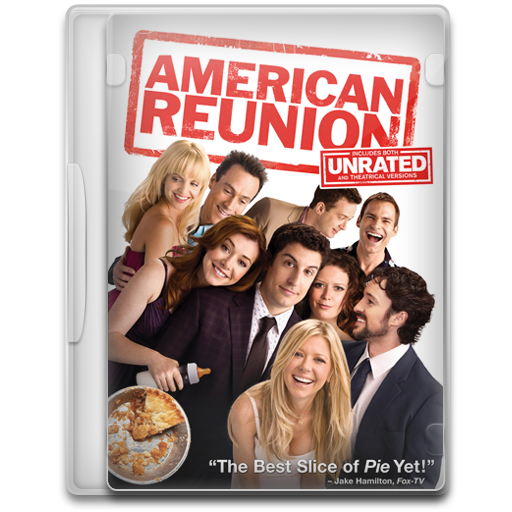 AMERICAN
REUNION
INCLUDES BOTH
UNRATED
AND THEATRICAL VERSIONS
“The Best Slice of Pie Yet!”
– Jake Hamilton, Fox-TV